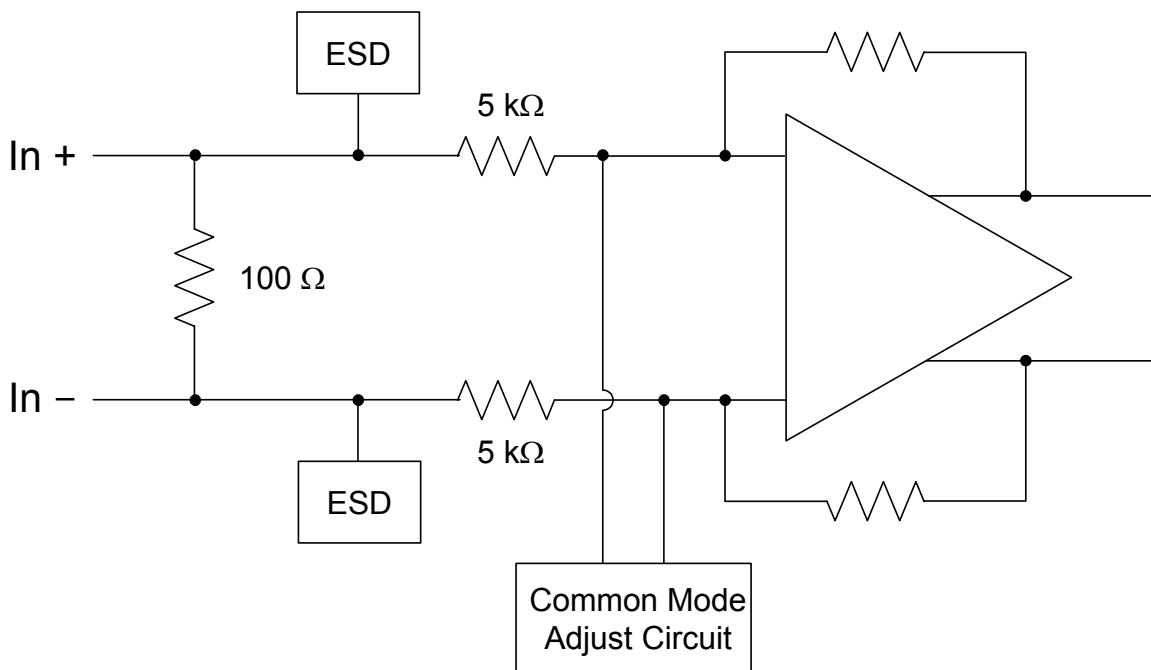 ESD
5 kΩ
In +
100 Ω
In −
5 kΩ
ESD
Common Mode
Adjust Circuit